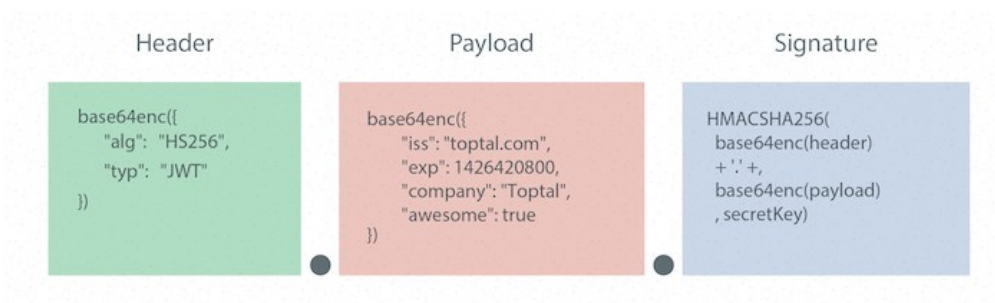 Header
Payload
Signature
base64enc({
"alg": "HS256",
"typ": "JWT"
})
base64enc({
"iss": "toptal.com",
"exp": 1426420800,
"company": "Toptal",
"awesome": true
})
HMACSHA256(
base64enc(header)
+ '.' +,
base64enc(payload)
, secretKey)